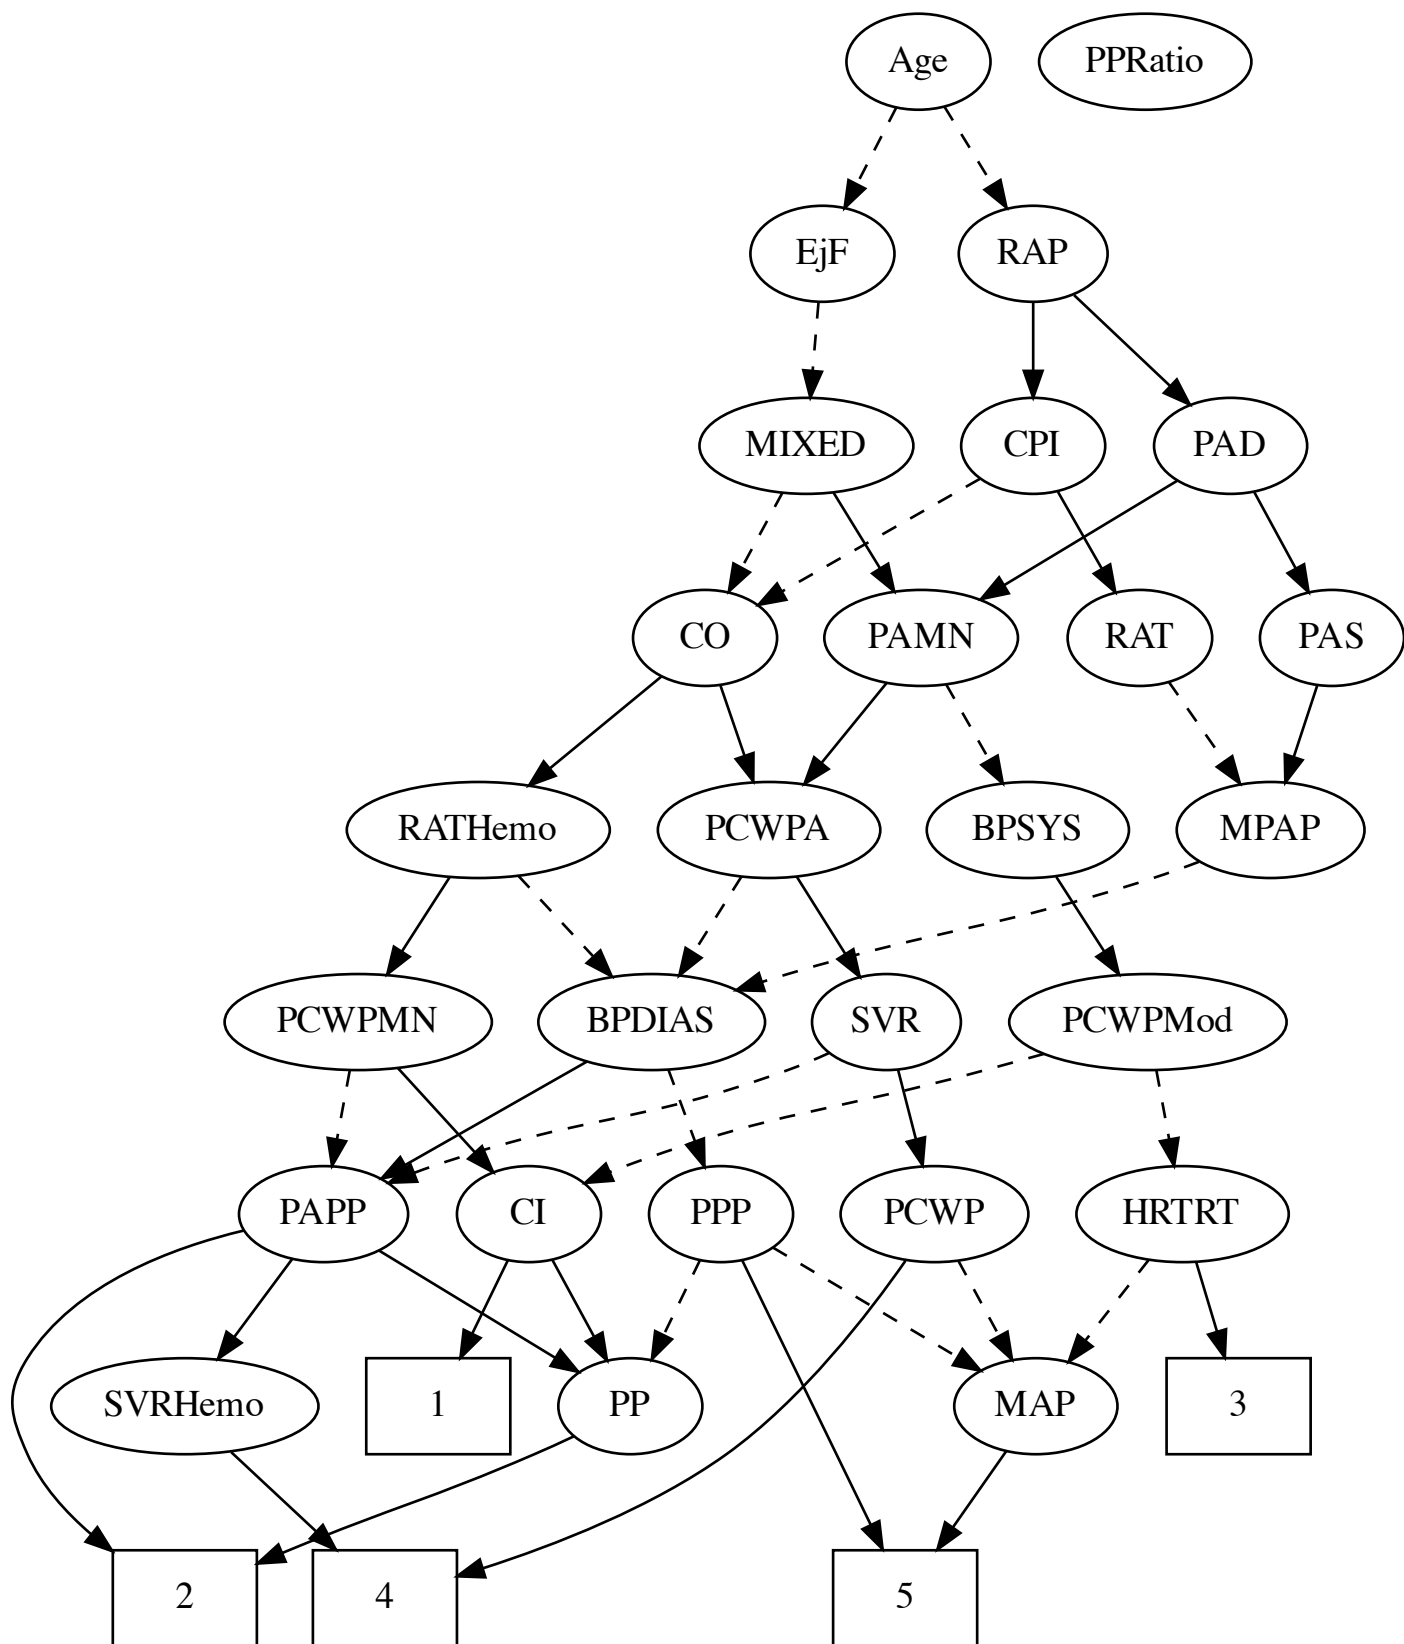 Age
PPRatio
EjF
RAP
MIXED
CPI
PAD
CO
PAMN
RAT
PAS
RATHemo
PCWPA
BPSYS
MPAP
PCWPMN
BPDIAS
SVR
PCWPMod
PAPP
CI
PPP
PCWP
HRTRT
SVRHemo
1
PP
MAP
3
2
4
5